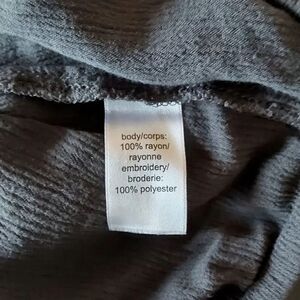 body/corps:
100% rayon/
rayonne
embroidery/
broderie:
100% polyester